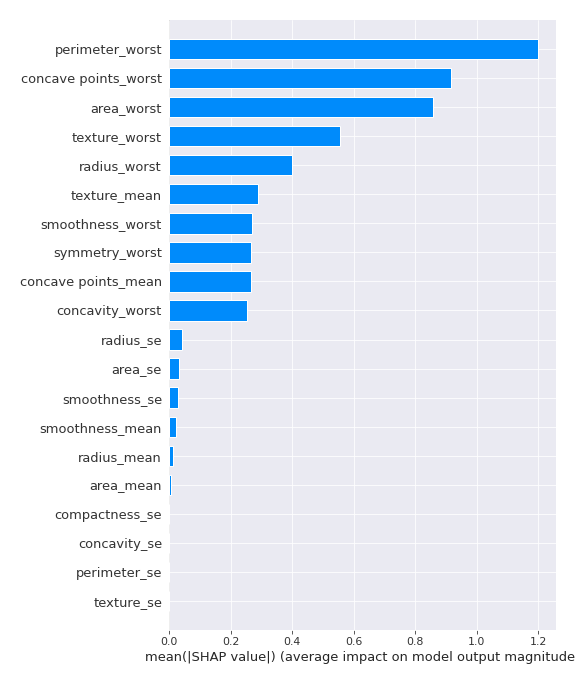 perimeter_worst
concave points_worst
area_worst
texture_worst
radius_worst
texture_mean
smoothness_worst
symmetry_worst
concave points_mean
concavity_worst
radius_se
area_se
smoothness_se
smoothness_mean
radius_mean
area_mean
compactness_se
concavity_se
perimeter_se
texture_se
0.0 0.2 0.4 0.6 0.8 1.0 1.2
mean(|SHAP value|) (average impact on model output magnitude